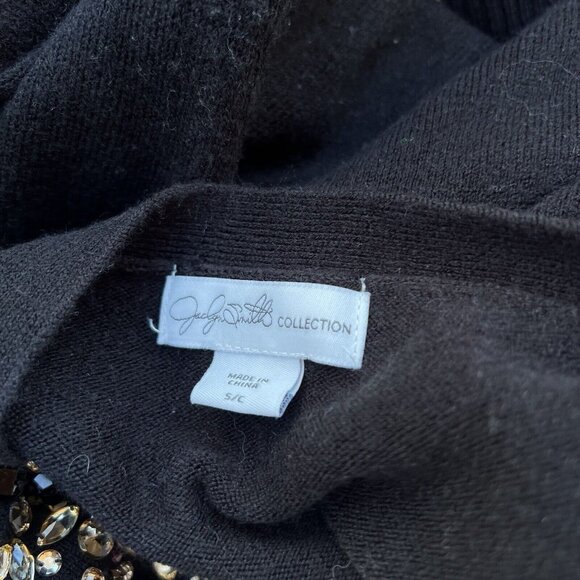 Jaclyn Smith COLLECTION
MADE IN
CHINA
S/C